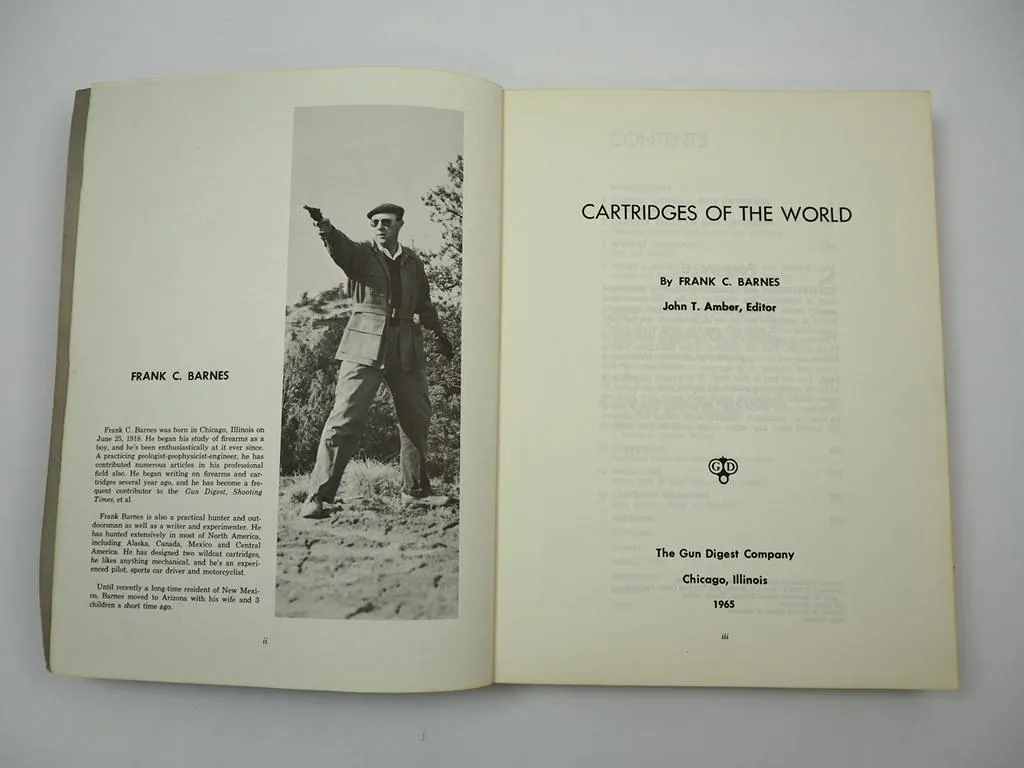 FRANK C. BARNES
Frank C. Barnes was born in Chicago, Illinois on
June 25, 1918. He began his study of firearms as a
boy, and he's been enthusiastically at it ever since.
A practicing geologist-geophysicist-engineer, he has
contributed numerous articles in his professional
field also. He began writing on firearms and car-
tridges several year ago, and he has become a fre-
quent contributor to the Gun Digest, Shooting
Times, et al.
Frank Barnes is also a practical hunter and out-
doorsman as well as a writer and experimenter. He
has hunted extensively in most of North America,
including Alaska, Canada, Mexico and Central
America. He has designed two wildcat cartridges,
he likes anything mechanical, and he's an experi-
enced pilot, sports car driver and motorcyclist.
Until recently a long-time resident of New Mexi-
co, Barnes moved to Arizona with his wife and 3
children a short time ago.
ii
CONTENTS
CARTRIDGES OF THE WORLD
By FRANK C. BARNES
John T. Amber, Editor
GD
The Gun Digest Company
Chicago, Illinois
1965
iii